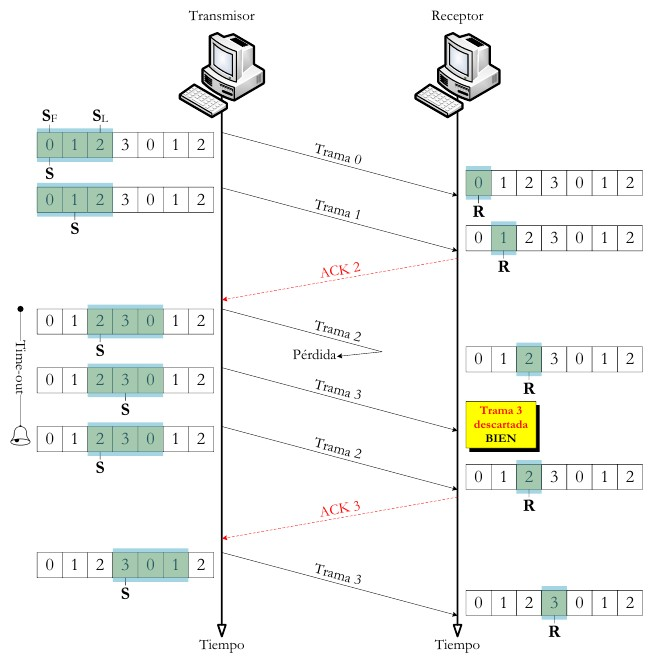 Transmisor Receptor
SF SL
0 1 2 3 0 1 2
S
Trama 0
0 1 2 3 0 1 2
R
0 1 2 3 0 1 2
S
Trama 1
0 1 2 3 0 1 2
R
ACK 2
0 1 2 3 0 1 2
S
Time-out
Trama 2
Pérdida
0 1 2 3 0 1 2
R
0 1 2 3 0 1 2
S
Trama 3
Trama 3
descartada
BIEN
0 1 2 3 0 1 2
S
Trama 2
0 1 2 3 0 1 2
R
ACK 3
0 1 2 3 0 1 2
S
Trama 3
0 1 2 3 0 1 2
R
Tiempo Tiempo